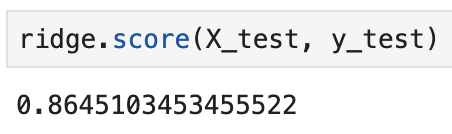 ridge.score(X_test, y_test)
0.8645103453455522